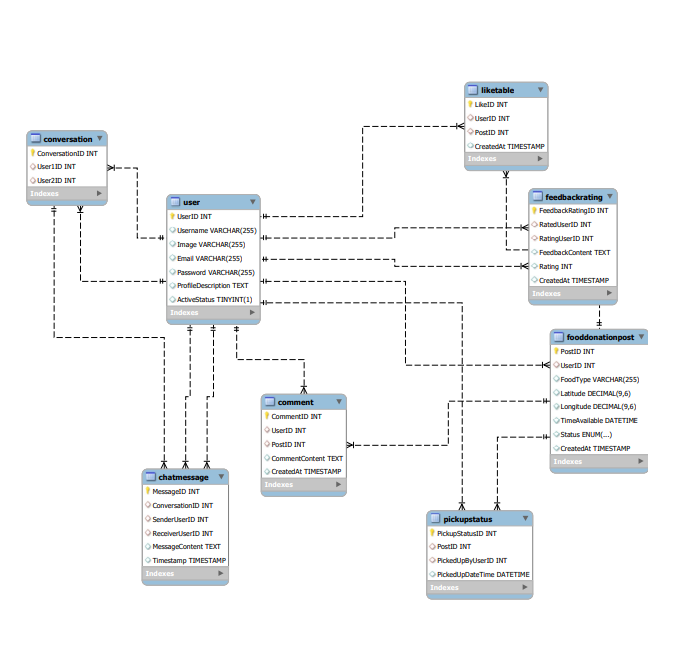 liketable
LikeID INT
UserID INT
PostID INT
CreatedAt TIMESTAMP
Indexes
conversation
ConversationID INT
User1ID INT
User2ID INT
Indexes
user
UserID INT
Username VARCHAR(255)
Image VARCHAR(255)
Email VARCHAR(255)
Password VARCHAR(255)
ProfileDescription TEXT
ActiveStatus TINYINT(1)
Indexes
feedbackrating
FeedbackRatingID INT
RatedUserID INT
RatingUserID INT
FeedbackContent TEXT
Rating INT
CreatedAt TIMESTAMP
Indexes
fooddonationpost
PostID INT
UserID INT
FoodType VARCHAR(255)
Latitude DECIMAL(9,6)
Longitude DECIMAL(9,6)
TimeAvailable DATETIME
Status ENUM(...)
CreatedAt TIMESTAMP
Indexes
comment
CommentID INT
UserID INT
PostID INT
CommentContent TEXT
CreatedAt TIMESTAMP
Indexes
chatmessage
MessageID INT
ConversationID INT
SenderUserID INT
ReceiverUserID INT
MessageContent TEXT
Timestamp TIMESTAMP
Indexes
pickupstatus
PickupStatusID INT
PostID INT
PickedUpByUserID INT
PickedUpDateTime DATETIME
Indexes